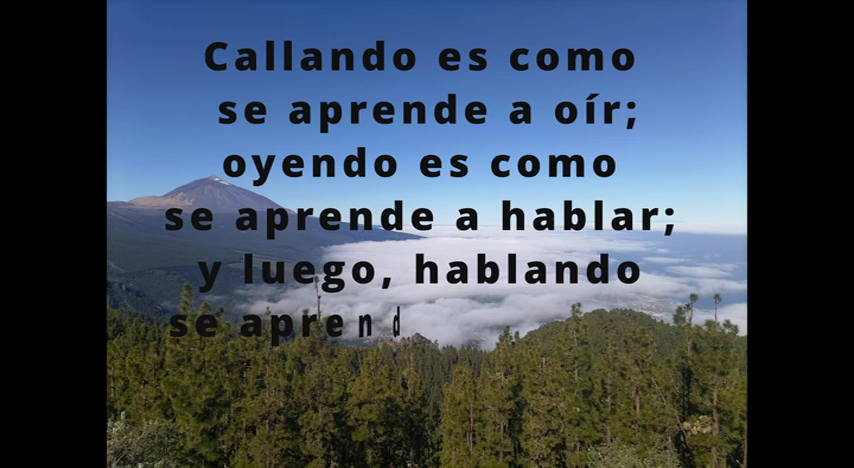 Callando es como
se aprende a oír;
oyendo es como
se aprende a hablar;
y luego, hablando
se aprend